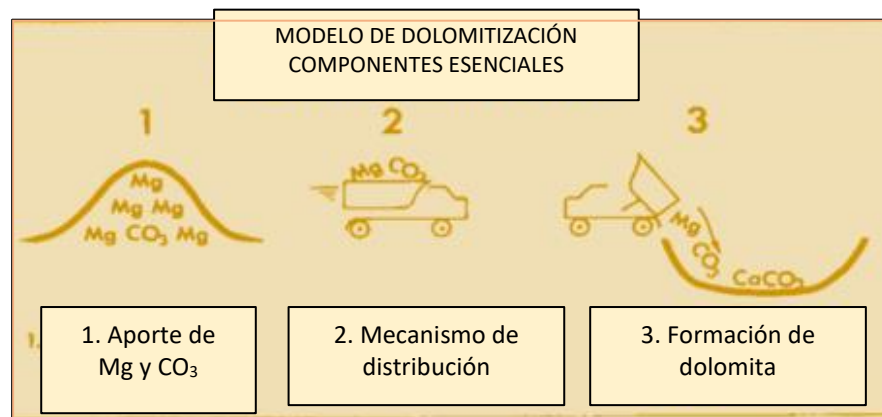 MODELO DE DOLOMITIZACIÓN
COMPONENTES ESENCIALES
1
2
3
Mg
Mg Mg
Mg CO₃ Mg
Mg CO₃
Mg
CO₃
CaCO₃
1.
1. Aporte de
Mg y CO₃
2. Mecanismo de
distribución
3. Formación de
dolomita